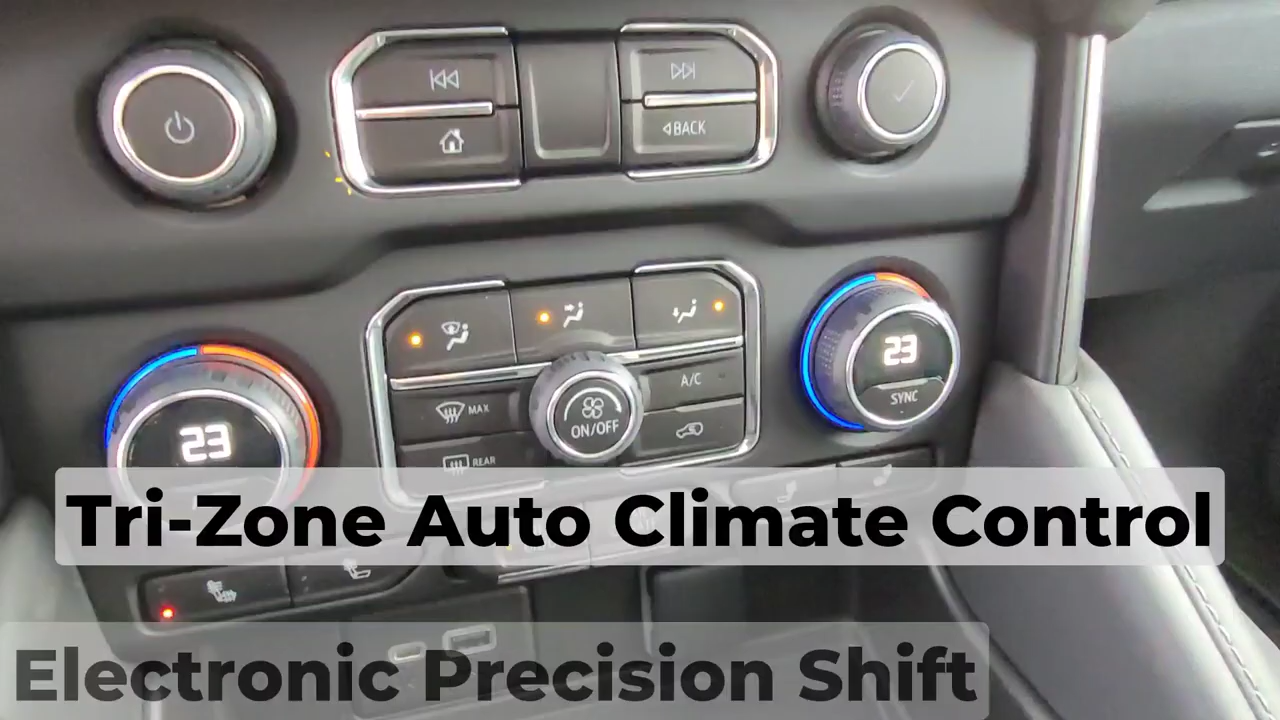 BACK
23
SYNC
A/C
MAX
ON/OFF
23
REAR
Tri-Zone Auto Climate Control
Electronic Precision Shift